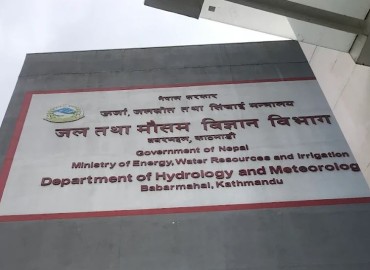 नेपाल सरकार
ऊर्जा, जलस्रोत तथा सिंचाई मन्त्रालय
जल तथा मौसम विज्ञान विभाग
बबरमहल, काठमाडौं
Government of Nepal
Ministry of Energy, Water Resources and Irrigation
Department of Hydrology and Meteorolog
Babarmahal, Kathmandu